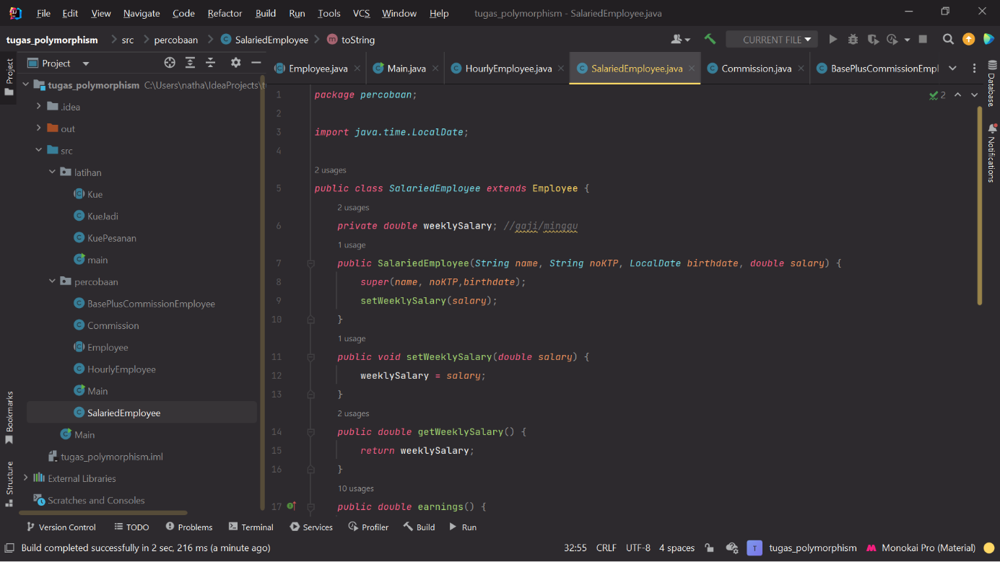 File Edit View Navigate Code Refactor Build Run Tools VCS Window Help tugas_polymorphism - SalariedEmployee.java
tugas_polymorphism src percobaan SalariedEmployee toString CURRENT FILE
Project
Project
Employee.java Main.java HourlyEmployee.java SalariedEmployee.java Commission.java BasePlusCommissionEmpl
tugas_polymorphism C:\Users\natha\IdeaProjects\
.idea
out
src
latihan
Kue
KueJadi
KuePesanan
main
percobaan
BasePlusCommissionEmployee
Commission
Employee
HourlyEmployee
Main
SalariedEmployee
Main
tugas_polymorphism.iml
External Libraries
Scratches and Consoles
Bookmarks
Structure
1 package percobaan;
2
3 import java.time.LocalDate;
4
2 usages
5 public class SalariedEmployee extends Employee {
2 usages
6 private double weeklySalary; //gaji/minggu
1 usage
7 public SalariedEmployee(String name, String noKTP, LocalDate birthdate, double salary) {
8 super(name, noKTP,birthdate);
9 setWeeklySalary(salary);
10 }
1 usage
11 public void setWeeklySalary(double salary) {
12 weeklySalary = salary;
13 }
2 usages
14 public double getWeeklySalary() {
15 return weeklySalary;
16 }
10 usages
17 public double earnings() {
2
Database
Notifications
Version Control TODO Problems Terminal Services Profiler Build Run
Build completed successfully in 2 sec, 216 ms (a minute ago) 32:55 CRLF UTF-8 4 spaces T tugas_polymorphism Monokai Pro (Material)